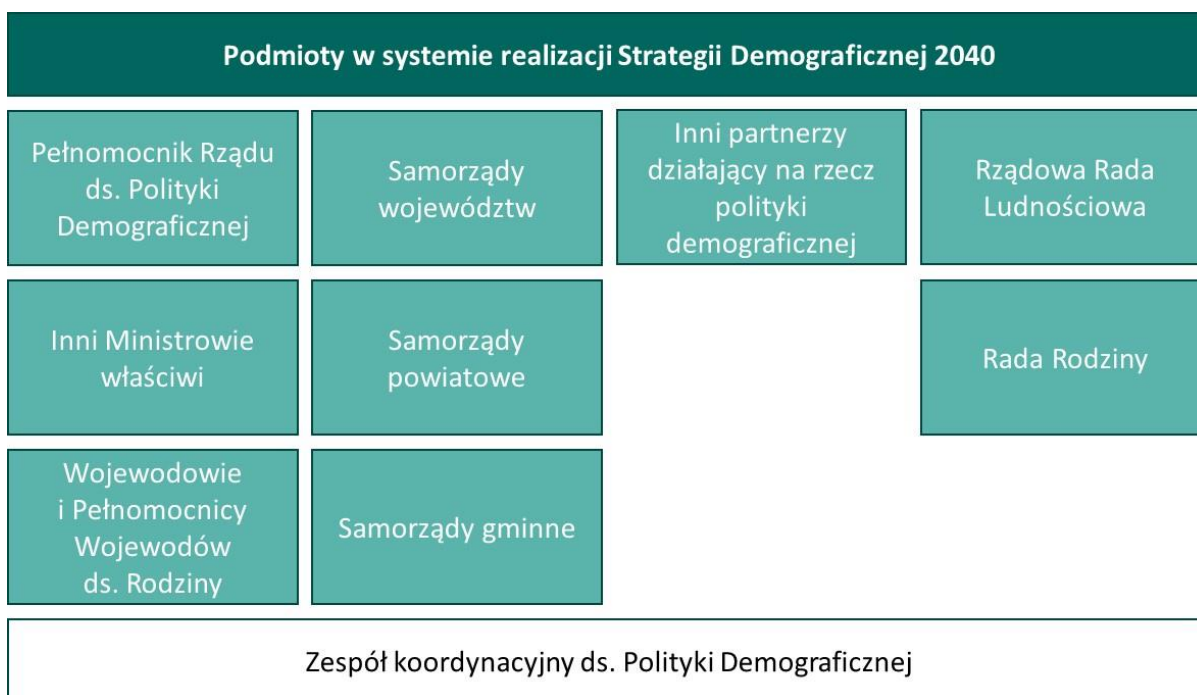 Podmioty w systemie realizacji Strategii Demograficznej 2040
Pełnomocnik Rządu
ds. Polityki
Demograficznej
Samorządy
województw
Inni partnerzy
działający na rzecz
polityki
demograficznej
Rządowa Rada
Ludnościowa
Inni Ministrowie
właściwi
Samorządy
powiatowe
Rada Rodziny
Wojewodowie
i Pełnomocnicy
Wojewodów
ds. Rodziny
Samorządy gminne
Zespół koordynacyjny ds. Polityki Demograficznej